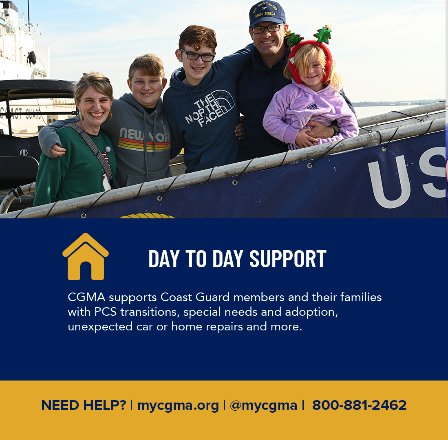 THE
NORTH
FACE
US
DAY TO DAY SUPPORT
CGMA supports Coast Guard members and their families
with PCS transitions, special needs and adoption,
unexpected car or home repairs and more.
NEED HELP? | mycgma.org | @mycgma | 800-881-2462